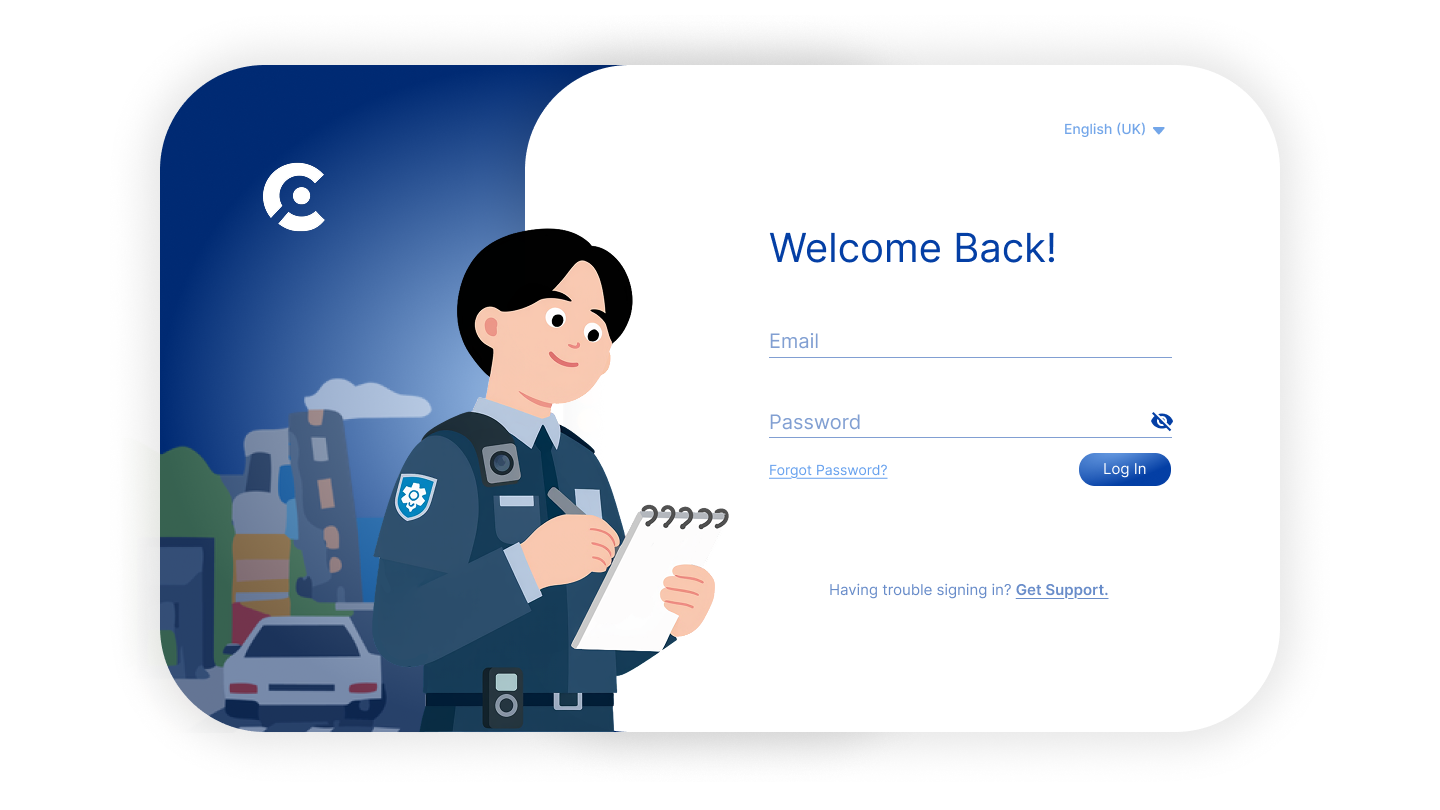 English (UK)
Welcome Back!
Email
Password
Forgot Password?
Log In
Having trouble signing in? Get Support.